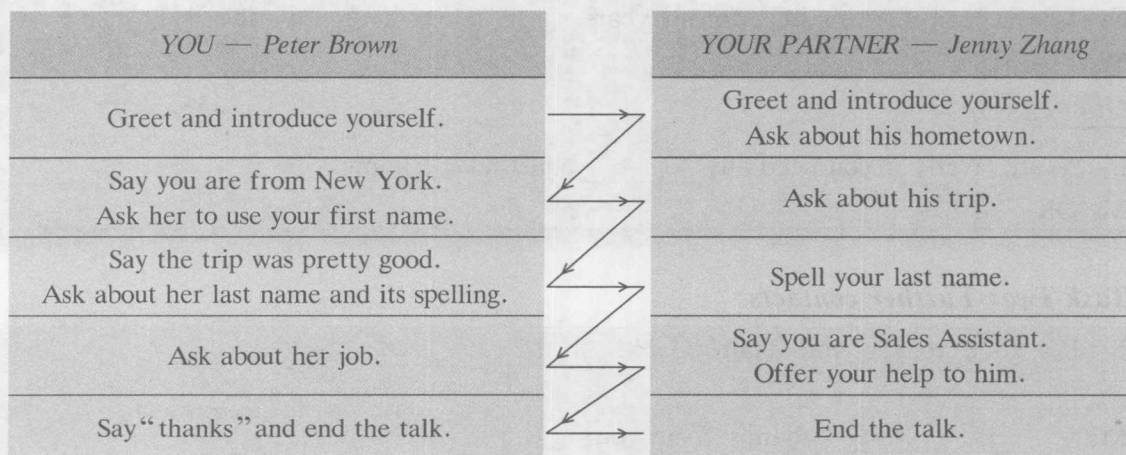 YOU — Peter Brown
YOUR PARTNER — Jenny Zhang
Greet and introduce yourself.
Greet and introduce yourself.
Ask about his hometown.
Say you are from New York.
Ask her to use your first name.
Ask about his trip.
Say the trip was pretty good.
Ask about her last name and its spelling.
Spell your last name.
Ask about her job.
Say you are Sales Assistant.
Offer your help to him.
Say“thanks”and end the talk.
End the talk.